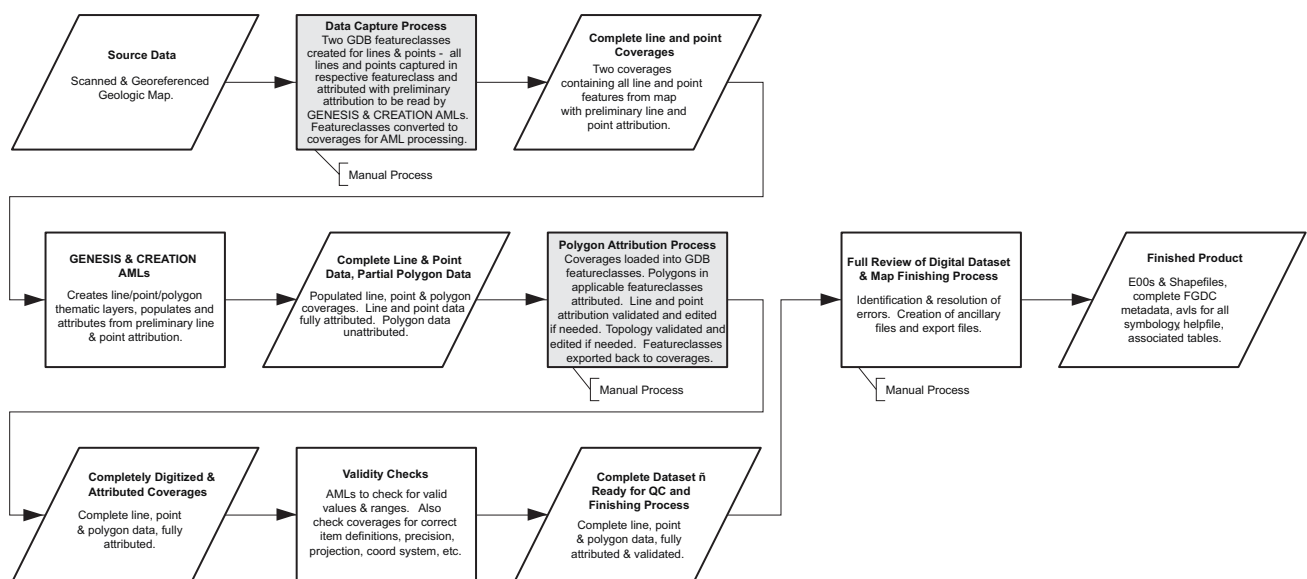 Source Data
Scanned & Georeferenced
Geologic Map.
Data Capture Process
Two GDB featureclasses
created for lines & points - all
lines and points captured in
respective featureclass and
attributed with preliminary
attribution to be read by
GENESIS & CREATION AMLs.
Featureclasses converted to
coverages for AML processing.
Manual Process
Complete line and point
Coverages
Two coverages
containing all line and point
features from map
with preliminary line and
point attribution.
GENESIS & CREATION
AMLs
Creates line/point/polygon
thematic layers, populates and
attributes from preliminary line
& point attribution.
Complete Line & Point
Data, Partial Polygon Data
Populated line, point & polygon
coverages. Line and point data
fully attributed. Polygon data
unattributed.
Polygon Attribution Process
Coverages loaded into GDB
featureclasses. Polygons in
applicable featureclasses
attributed. Line and point
attribution validated and edited
if needed. Topology validated and
edited if needed. Featureclasses
exported back to coverages.
Manual Process
Full Review of Digital Dataset
& Map Finishing Process
Identification & resolution of
errors. Creation of ancillary
files and export files.
Manual Process
Finished Product
E00s & Shapefiles,
complete FGDC
metadata, avls for all
symbology, helpfile,
associated tables.
Completely Digitized &
Attributed Coverages
Complete line, point
& polygon data, fully
attributed.
Validity Checks
AMLs to check for valid
values & ranges. Also
check coverages for correct
item definitions, precision,
projection, coord system, etc.
Complete Dataset ñ
Ready for QC and
Finishing Process
Complete line, point
& polygon data, fully
attributed & validated.